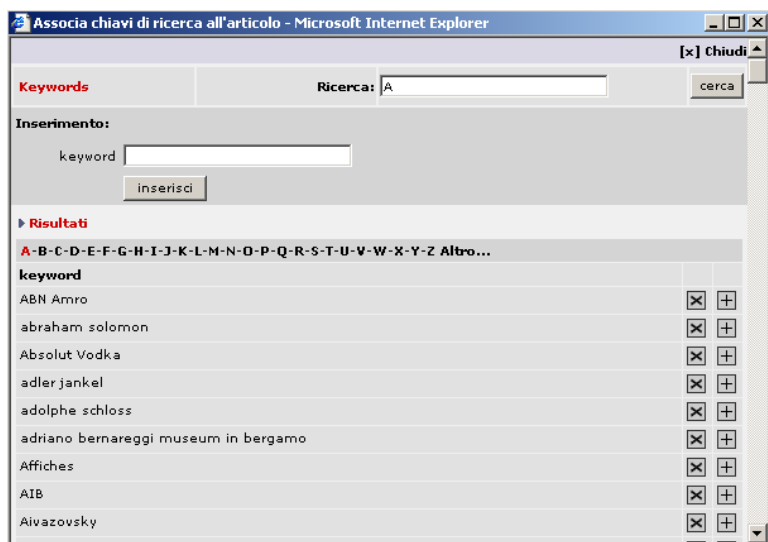 Associa chiavi di ricerca all'articolo - Microsoft Internet Explorer
[x] Chiudi
Keywords Ricerca: A cerca
Inserimento:
keyword
inserisci
Risultati
A-B-C-D-E-F-G-H-I-J-K-L-M-N-O-P-Q-R-S-T-U-V-W-X-Y-Z Altro...
keyword
ABN Amro
abraham solomon
Absolut Vodka
adler jankel
adolphe schloss
adriano bernareggi museum in bergamo
Affiches
AIB
Aivazovsky